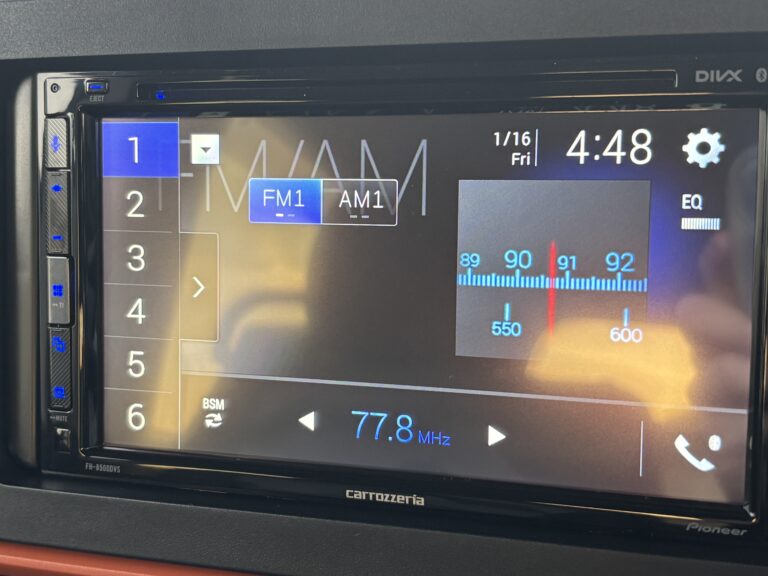 DIVX
EJECT
1
2
3
4
5
6
FM/AM
1/16
Fri
4:48
FM1
AM1
EQ
89 90 91 92
550 600
BSM
77.8 MHz
MUTE
FH-8500DVS
carrozzeria
Pioneer